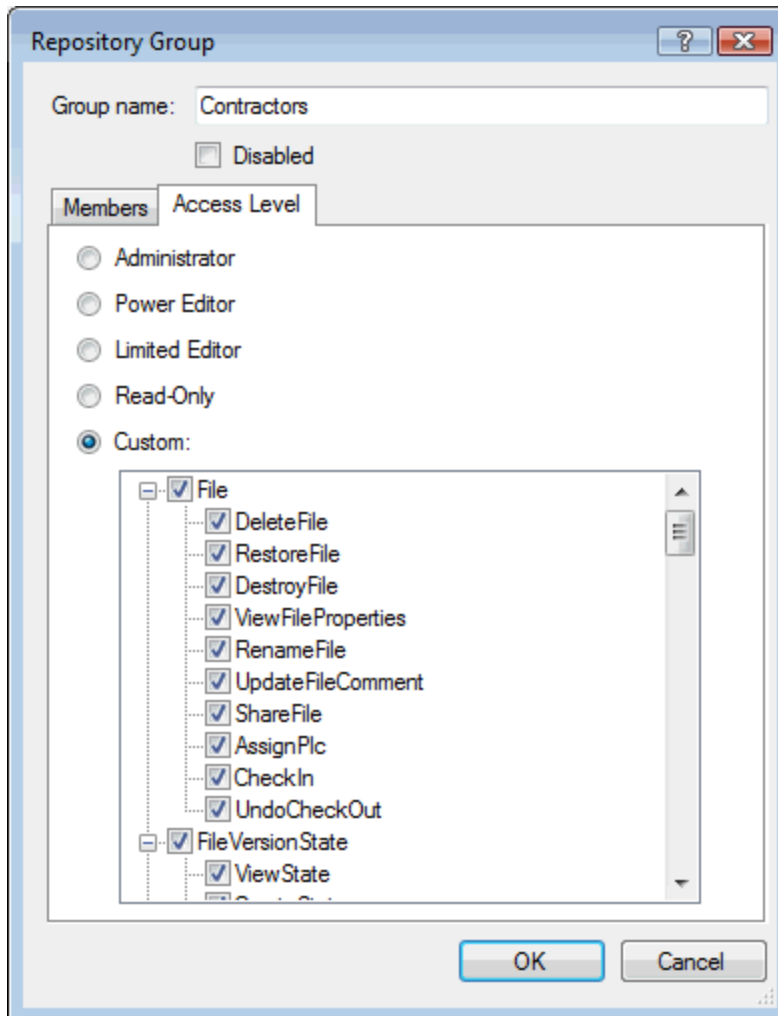 Repository Group
Group name: Contractors
Disabled
Members Access Level
Administrator
Power Editor
Limited Editor
Read-Only
Custom:
File
DeleteFile
RestoreFile
DestroyFile
ViewFileProperties
RenameFile
UpdateFileComment
ShareFile
AssignPlc
CheckIn
UndoCheckOut
FileVersionState
ViewState
OK Cancel